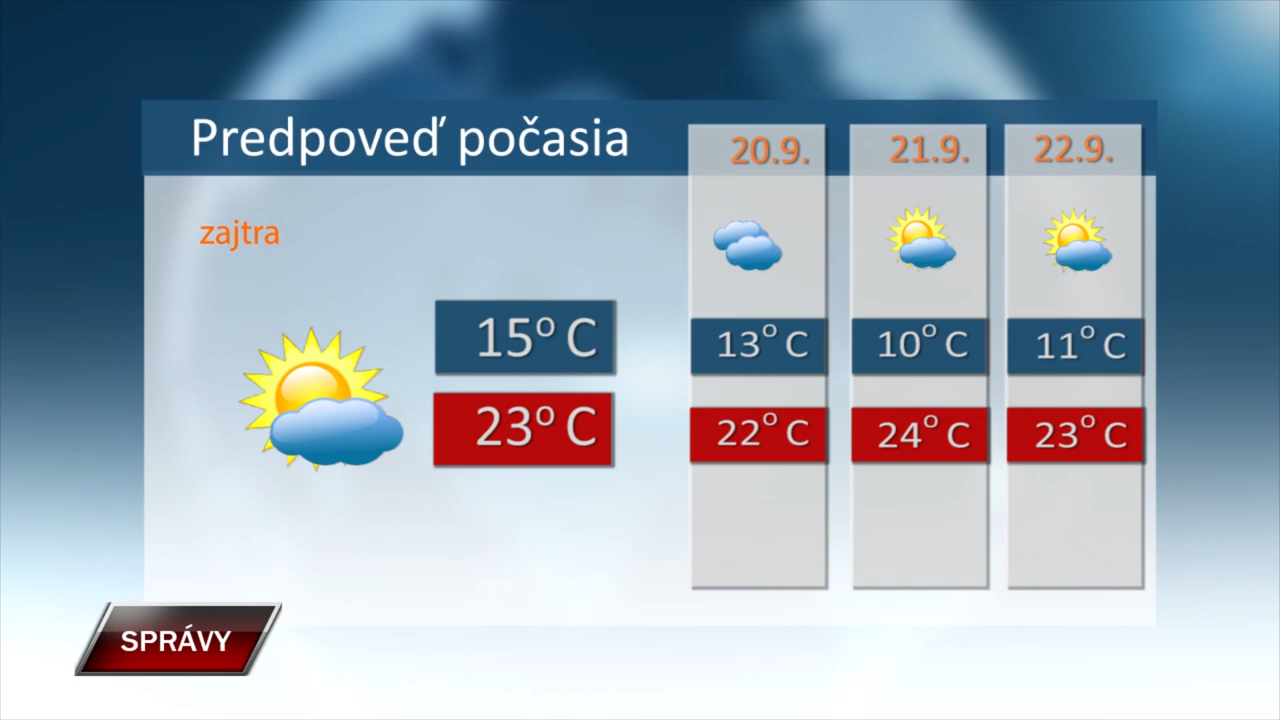 Predpoveď počasia
zajtra
15° C
23° C
20.9.
13° C
22° C
21.9.
10° C
24° C
22.9.
11° C
23° C
SPRÁVY